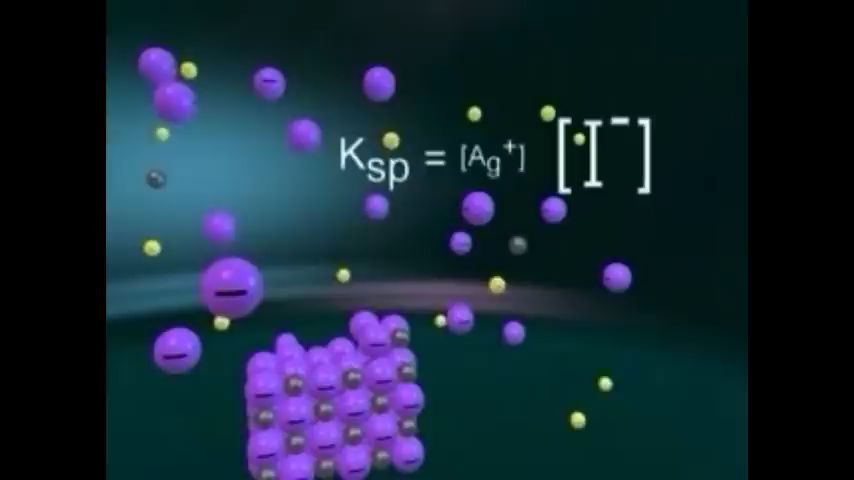 Ksp = [Ag⁺] [I⁻]